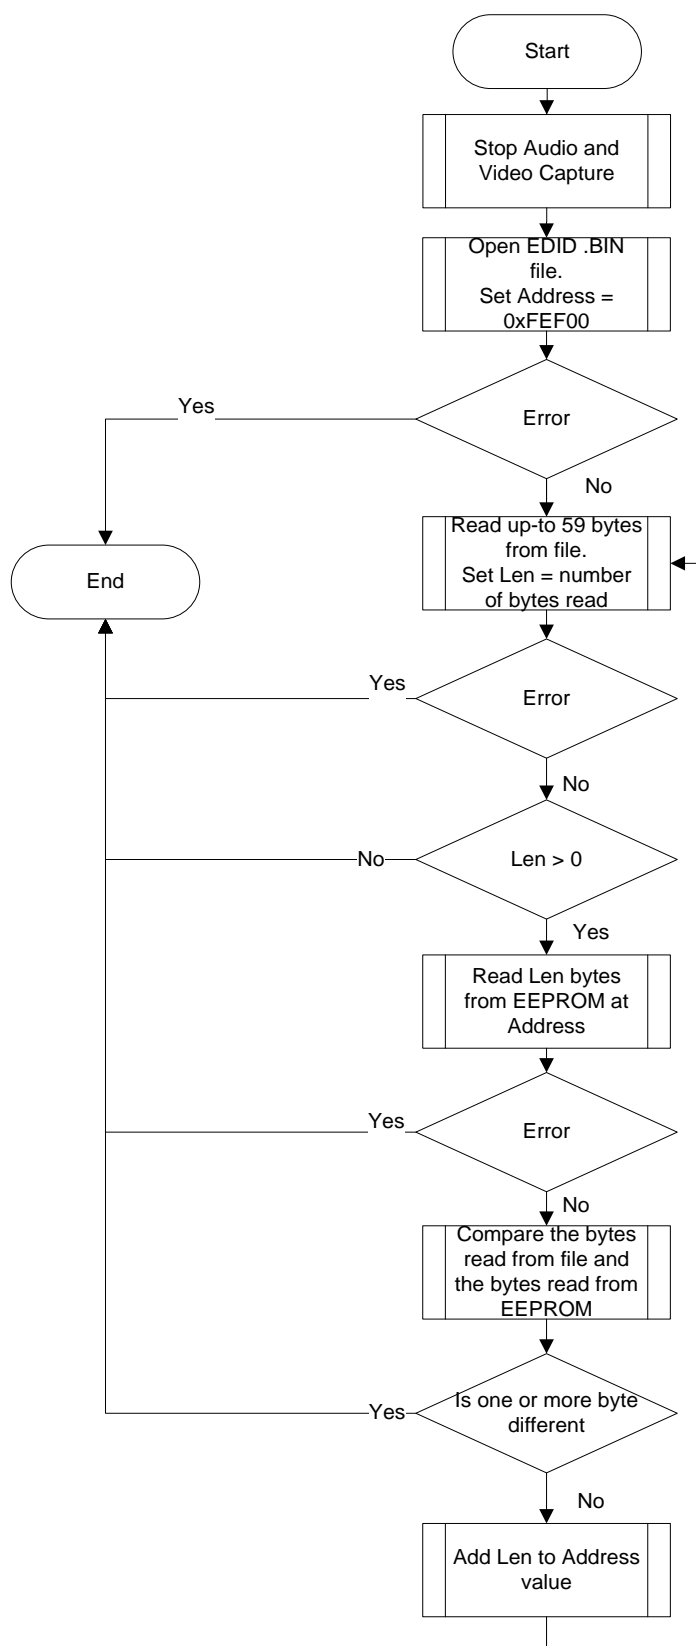 Start
Stop Audio and
Video Capture
Open EDID .BIN
file.
Set Address =
0xFEF00
Error
Yes
No
Read up-to 59 bytes
from file.
Set Len = number
of bytes read
End
Error
Yes
No
Len > 0
No
Yes
Read Len bytes
from EEPROM at
Address
Error
Yes
No
Compare the bytes
read from file and
the bytes read from
EEPROM
Is one or more byte
different
Yes
No
Add Len to Address
value